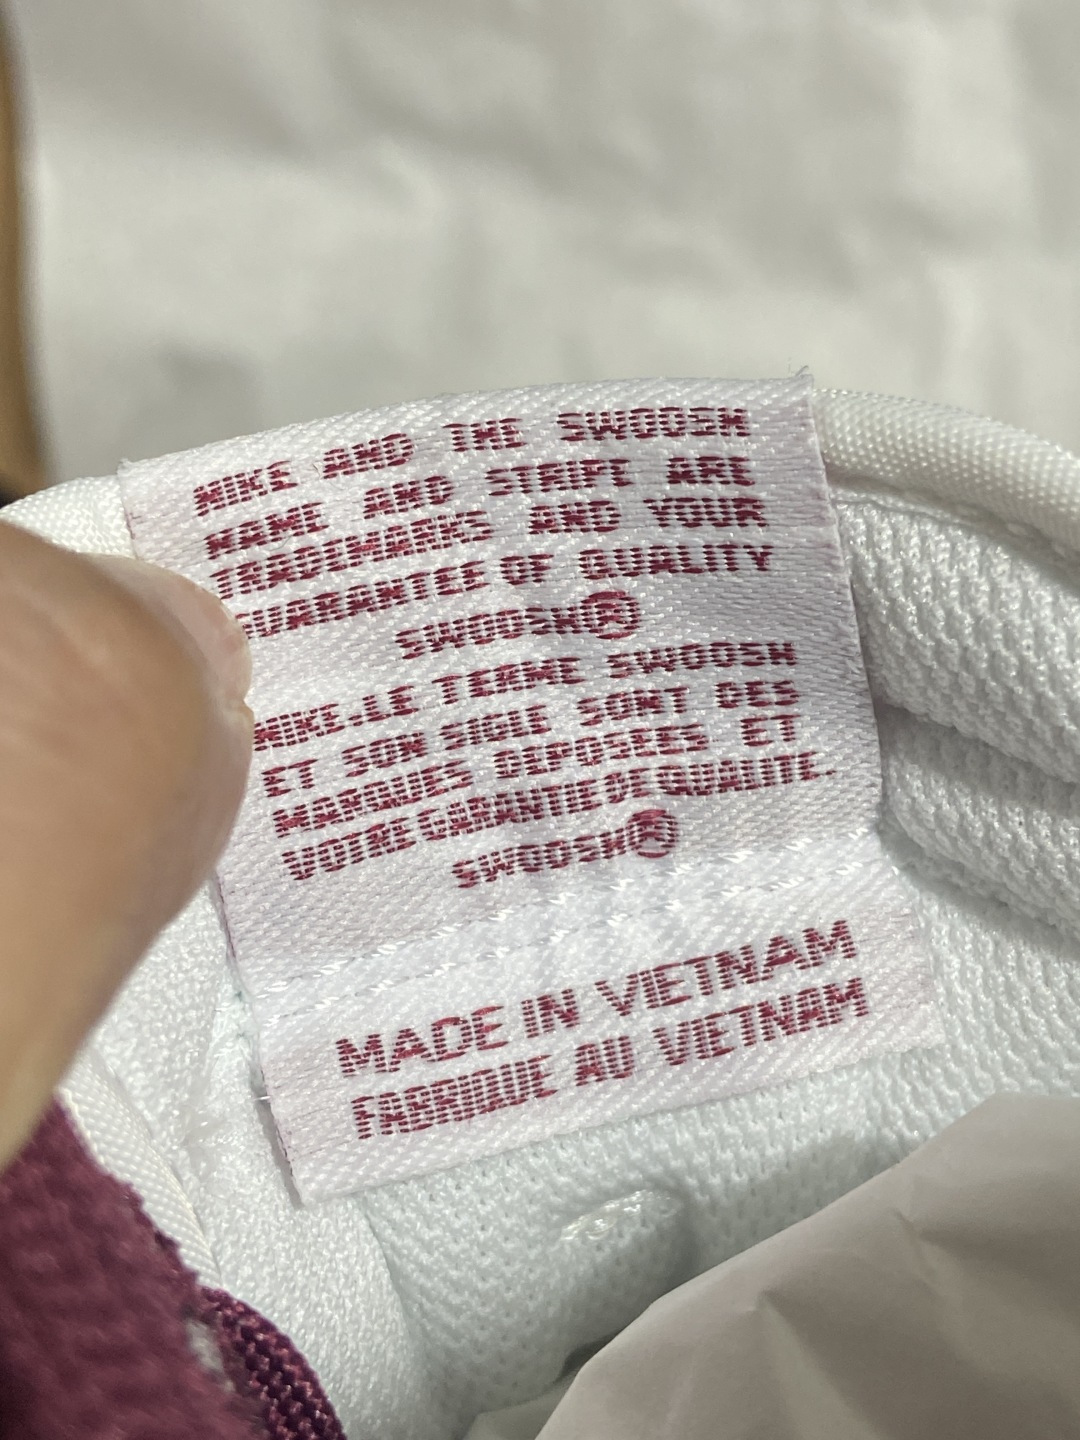 NIKE AND THE SWOOSH
NAME AND STRIPE ARE
TRADEMARKS AND YOUR
GUARANTEE OF QUALITY
SWOOSH®
NIKE.LE TERME SWOOSH
ET SON SIGLE SONT DES
MARQUES DEPOSEES ET
VOTRE GARANTIE DE QUALITE.
SWOOSH®
MADE IN VIETNAM
FABRIQUE AU VIETNAM